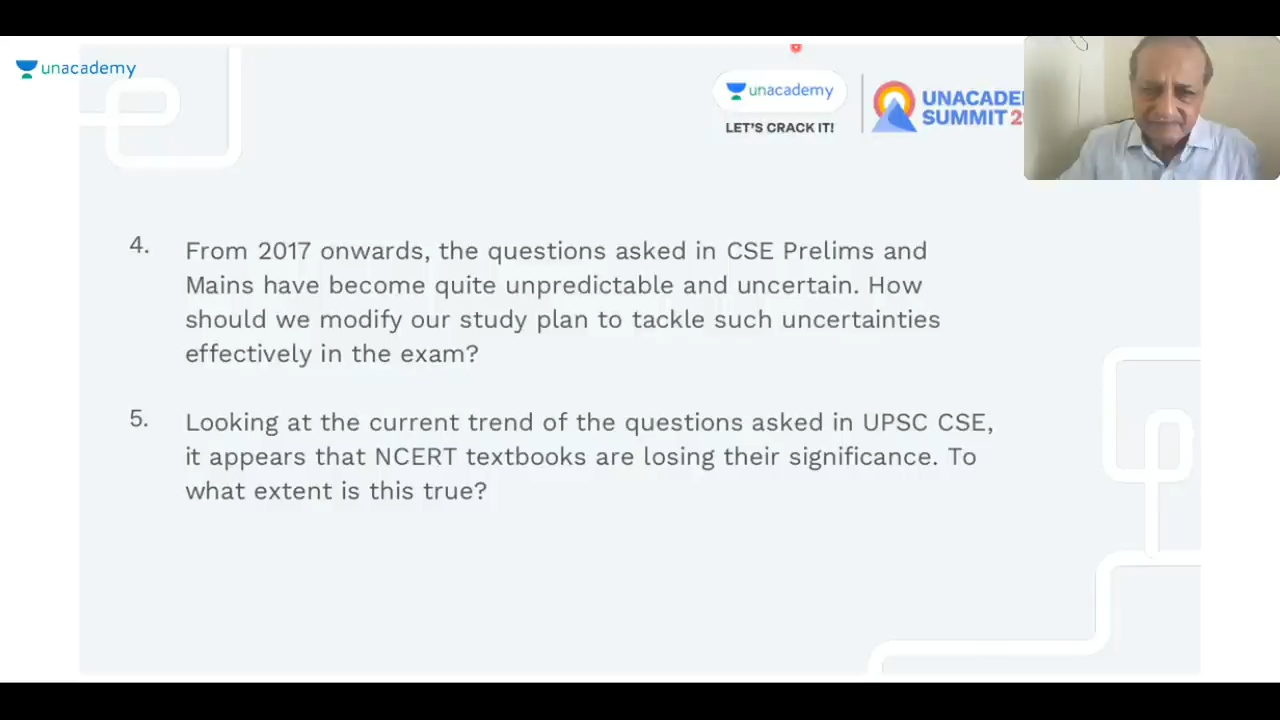 unacademy
unacademy
LET'S CRACK IT!
UNACADE
SUMMIT 2
4. From 2017 onwards, the questions asked in CSE Prelims and
Mains have become quite unpredictable and uncertain. How
should we modify our study plan to tackle such uncertainties
effectively in the exam?
5. Looking at the current trend of the questions asked in UPSC CSE,
it appears that NCERT textbooks are losing their significance. To
what extent is this true?